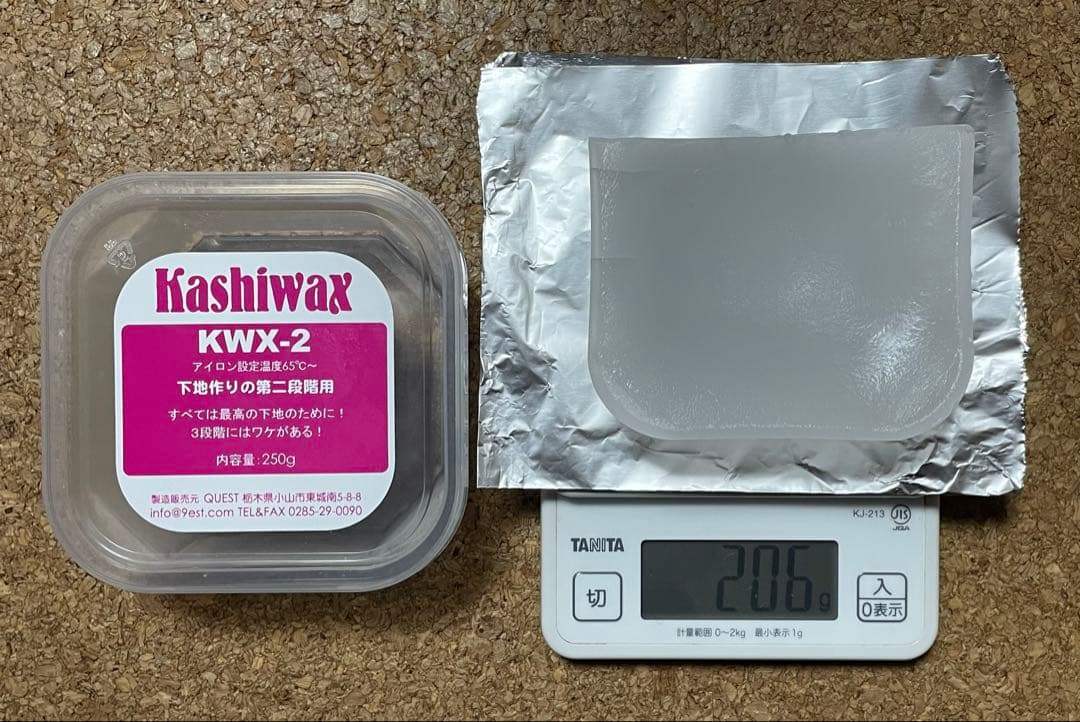 Kashiwax
KWX-2
アイロン設定温度65℃~
下地作りの第二段階用
すべては最高の下地のために！
3段階にはワケがある！
内容量:250g
製造販売元 QUEST 栃木県小山市東城南5-8-8
info@9est.com TEL&FAX 0285-29-0090
KJ-213 JIS
JQA
TANITA
206g
切
入
0表示
計量範囲 0～2kg 最小表示1g